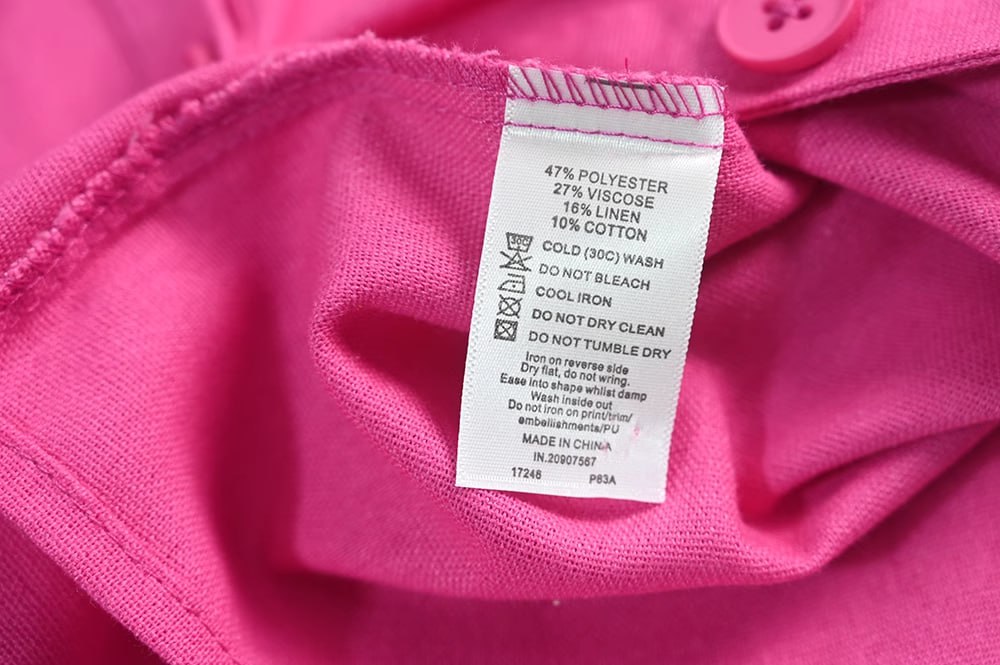 47% POLYESTER
27% VISCOSE
16% LINEN
10% COTTON
30C
COLD (30C) WASH
DO NOT BLEACH
COOL IRON
DO NOT DRY CLEAN
DO NOT TUMBLE DRY
Iron on reverse side
Dry flat, do not wring.
Ease into shape whilst damp
Wash inside out
Do not iron on print/trim/
embellishments/PU
MADE IN CHINA
IN.20907567
17248 P83A